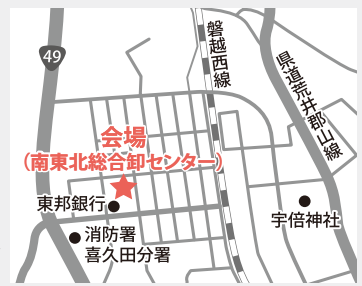 49
磐越西線
県道荒井郡山線
会場
（南東北総合卸センター）
東邦銀行
消防署
喜久田分署
宇倍神社